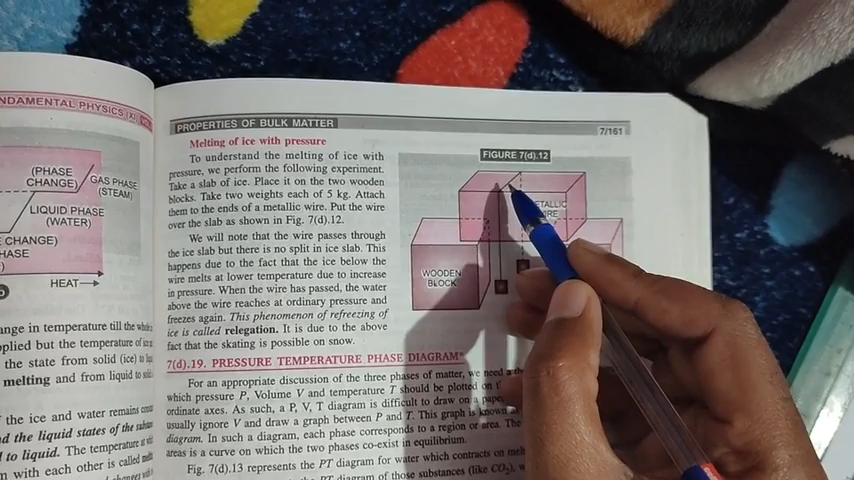 NDAMENTAL PHYSICS (XI)
(PHASE
CHANGE)
GAS PHASE
(STEAM)
LIQUID PHASE
(WATER)
E CHANGE)
HASE
HEAT
ange in temperature till the whole
pplied but the temperature of
the state from solid (ice) to
melting and from liquid to
f the ice and water remains
nd the liquid states of the
to liquid. The temperature at
n with each other is called
PROPERTIES OF BULK MATTER
7/161
Melting of ice with pressure
To understand the melting of ice with
pressure, we perform the following experiment.
Take a slab of ice. Place it on the two wooden
blocks. Take two weights each of 5 kg. Attach
them to the ends of a metallic wire. Put the wire
over the slab as shown in Fig. 7(d).12.
We will note that the wire passes through
the ice slab but there is no split in ice slab. This
happens due to the fact that the ice below the
wire melts at lower temperature due to increase
in pressure. When the wire has passed, the water
above the wire reaches at ordinary pressure and
freezes again. This phenomenon of refreezing of
ice is called relegation. It is due to the above
fact that the skating is possible on snow.
FIGURE 7(d).12
ETALLIC
IRE
WOODEN
BLOCK
7(d).19. PRESSURE TEMPERATURE PHASE DIAGRAM*
For an appropriate discussion of the three phases of matter, we need a
which pressure P, Volume V and temperature T should be plotted on
ordinate axes. As such, a P, V, T diagram is difficult to draw on a paper
usually ignore V and draw a graph between P and T. This graph is known as
diagram. In such a diagram, each phase corresponds to a region or area. The
areas is a curve on which the two phases co-exist in equilibrium.
Fig. 7(d).13 represents the PT diagram for water which contracts on
PT diagram of those substances (like CO2),